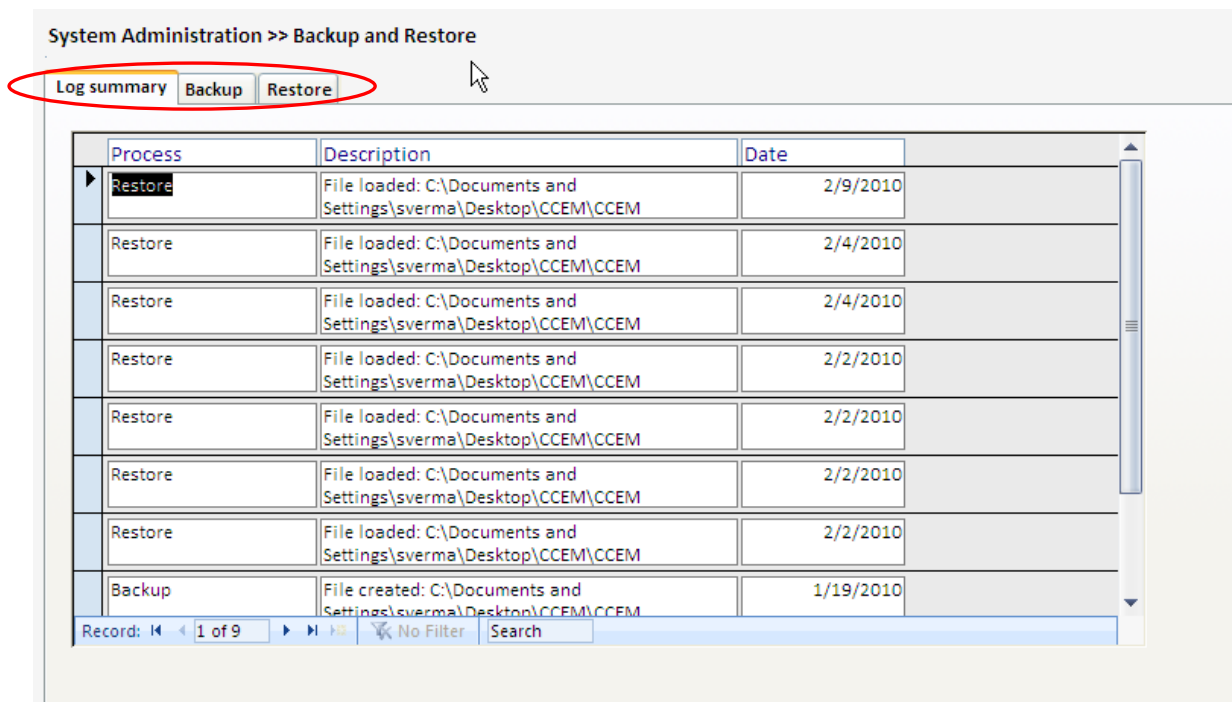 System Administration >> Backup and Restore
Log summary Backup Restore
Process Description Date
Restore File loaded: C:\Documents and 2/9/2010
Settings\sverma\Desktop\CCEM\CCEM
Restore File loaded: C:\Documents and 2/4/2010
Settings\sverma\Desktop\CCEM\CCEM
Restore File loaded: C:\Documents and 2/4/2010
Settings\sverma\Desktop\CCEM\CCEM
Restore File loaded: C:\Documents and 2/2/2010
Settings\sverma\Desktop\CCEM\CCEM
Restore File loaded: C:\Documents and 2/2/2010
Settings\sverma\Desktop\CCEM\CCEM
Restore File loaded: C:\Documents and 2/2/2010
Settings\sverma\Desktop\CCEM\CCEM
Restore File loaded: C:\Documents and 2/2/2010
Settings\sverma\Desktop\CCEM\CCEM
Backup File created: C:\Documents and 1/19/2010
Settings\sverma\Desktop\CCEM\CCEM
Record: 1 of 9 No Filter Search